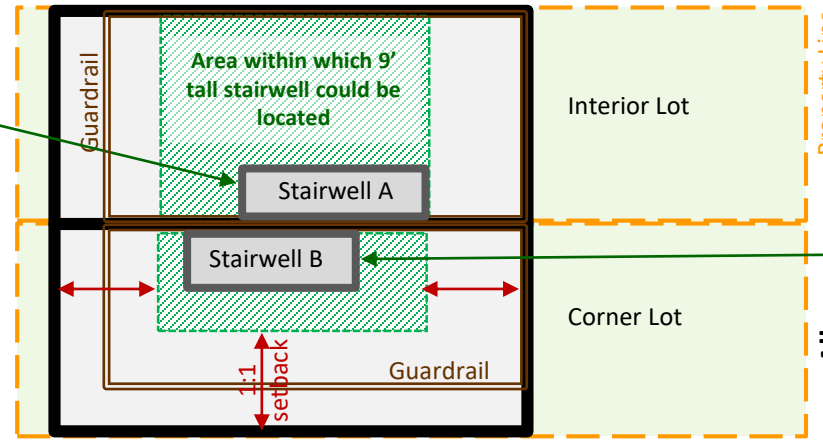 Area within which 9’
tall stairwell could be
located
Guardrail
Interior Lot
Stairwell A
Stairwell B
Corner Lot
Guardrail
1:1
setback